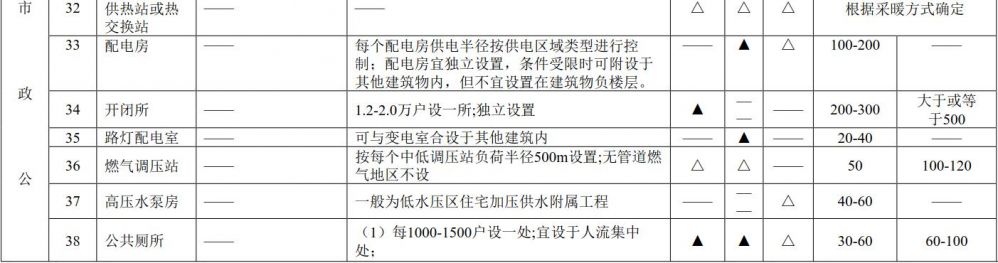 市
政
公
32 供热站或热交换站 —— —— △ △ △ 根据采暖方式确定
33 配电房 —— 每个配电房供电半径按供电区域类型进行控制；配电房宜独立设置，条件受限时可附设于其他建筑物内，但不宜设置在建筑物负楼层。 —— ▲ △ 100-200 ——
34 开闭所 —— 1.2-2.0万户设一所;独立设置 ▲ —— —— 200-300 大于或等于500
35 路灯配电室 —— 可与变电室合设于其他建筑内 —— ▲ —— 20-40 ——
36 燃气调压站 —— 按每个中低调压站负荷半径500m设置;无管道燃气地区不设 △ △ —— 50 100-120
37 高压水泵房 —— 一般为低水压区住宅加压供水附属工程 —— —— △ 40-60 ——
38 公共厕所 —— （1）每1000-1500户设一处;宜设于人流集中处; ▲ ▲ △ 30-60 60-100